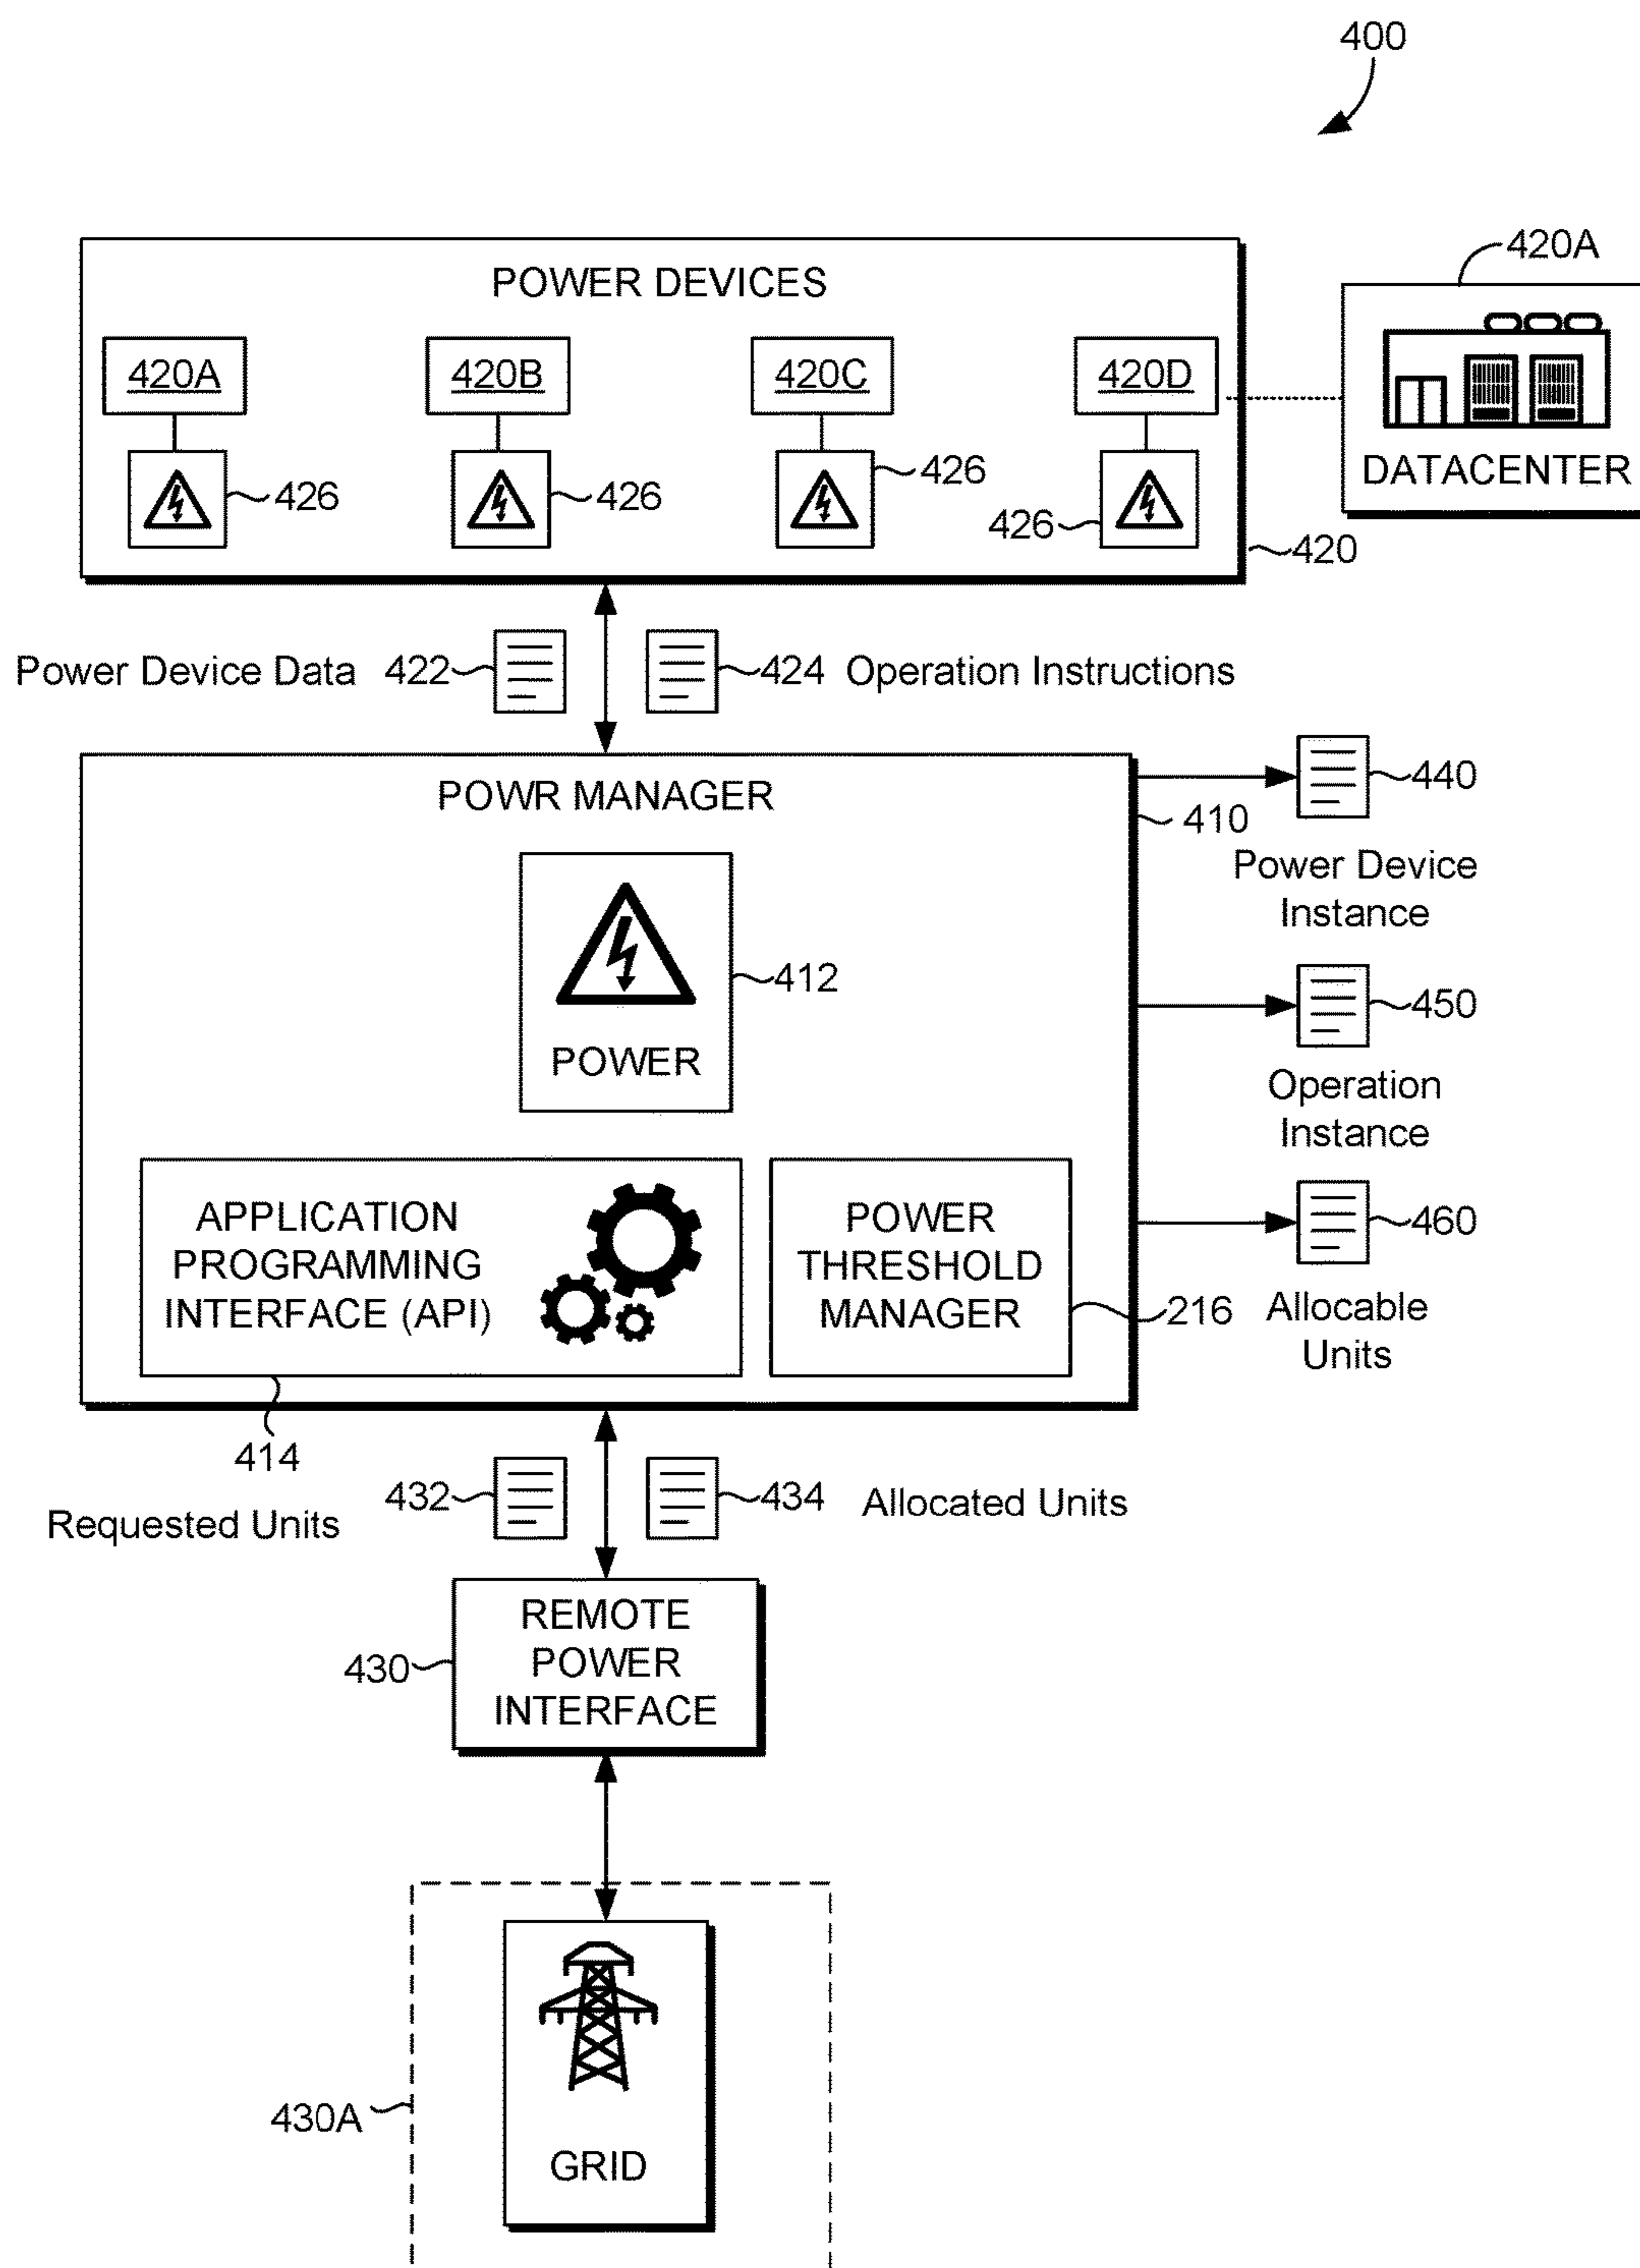 400
420A
POWER DEVICES
420A
420B
420C
420D
426
426
426
426
DATACENTER
420
Power Device Data
422
424
Operation Instructions
POWR MANAGER
410
440
Power Device
Instance
412
POWER
450
Operation
Instance
APPLICATION
PROGRAMMING
INTERFACE (API)
POWER
THRESHOLD
MANAGER
216
460
Allocable
Units
414
Requested Units
432
434
Allocated Units
REMOTE
POWER
INTERFACE
430
430A
GRID